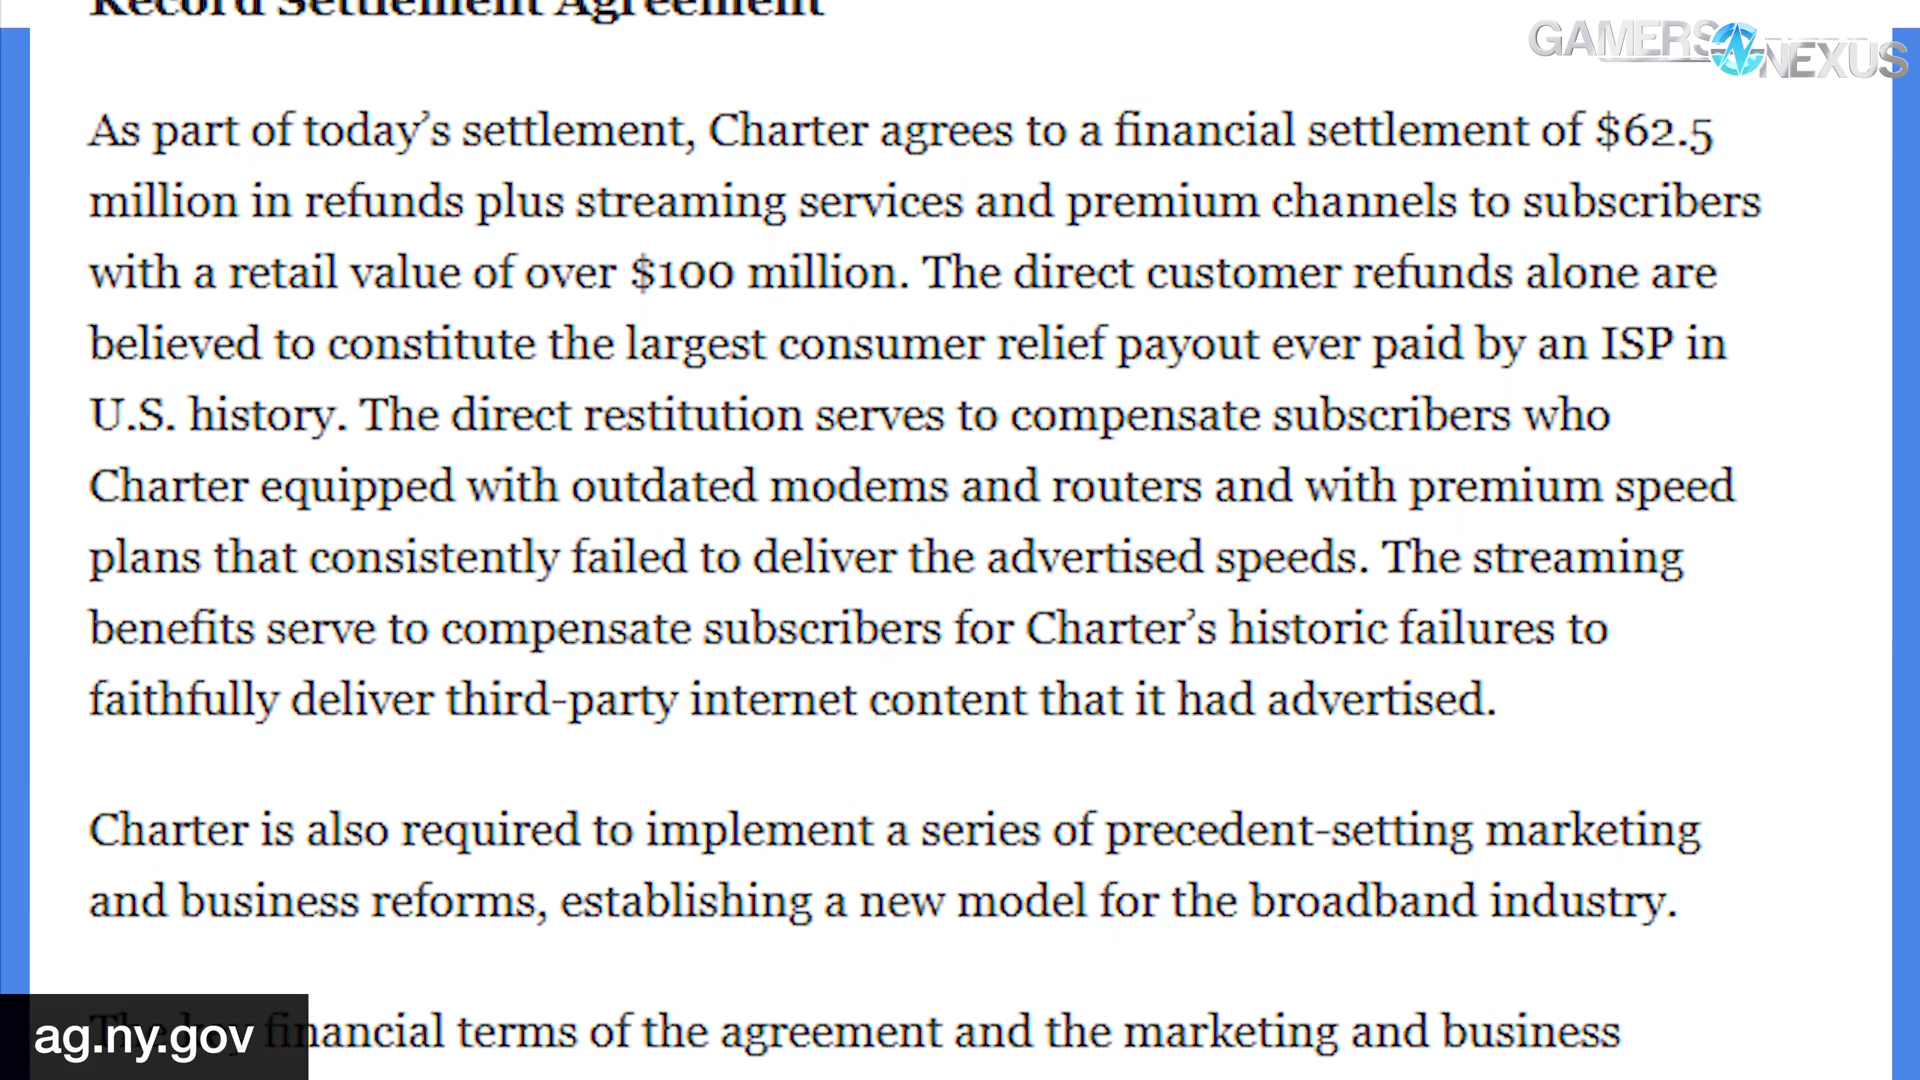 Record Settlement Agreement
GAMERS NEXUS
As part of today’s settlement, Charter agrees to a financial settlement of $62.5
million in refunds plus streaming services and premium channels to subscribers
with a retail value of over $100 million. The direct customer refunds alone are
believed to constitute the largest consumer relief payout ever paid by an ISP in
U.S. history. The direct restitution serves to compensate subscribers who
Charter equipped with outdated modems and routers and with premium speed
plans that consistently failed to deliver the advertised speeds. The streaming
benefits serve to compensate subscribers for Charter’s historic failures to
faithfully deliver third-party internet content that it had advertised.
Charter is also required to implement a series of precedent-setting marketing
and business reforms, establishing a new model for the broadband industry.
The key financial terms of the agreement and the marketing and business
ag.ny.gov